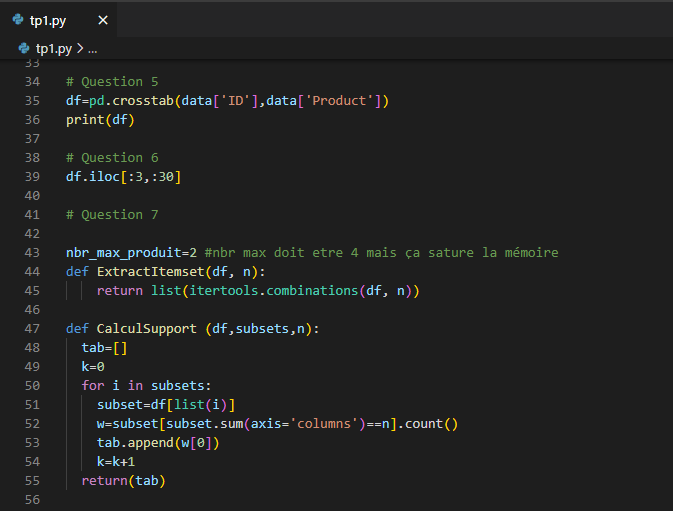 tp1.py ×
tp1.py > ...
33
34 # Question 5
35 df=pd.crosstab(data['ID'],data['Product'])
36 print(df)
37
38 # Question 6
39 df.iloc[:3,:30]
40
41 # Question 7
42
43 nbr_max_produit=2 #nbr max doit etre 4 mais ça sature la mémoire
44 def ExtractItemset(df, n):
45     return list(itertools.combinations(df, n))
46
47 def CalculSupport (df,subsets,n):
48   tab=[]
49   k=0
50   for i in subsets:
51     subset=df[list(i)]
52     w=subset[subset.sum(axis='columns')==n].count()
53     tab.append(w[0])
54     k=k+1
55   return(tab)
56